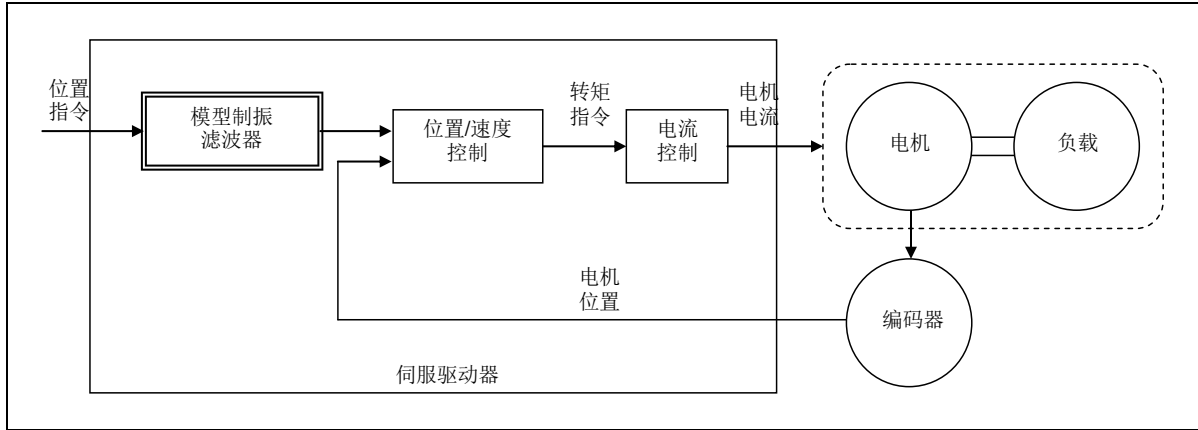 位置
指令
模型制振
滤波器
位置/速度
控制
转矩
指令
电流
控制
电机
电流
电机
负载
电机
位置
编码器
伺服驱动器